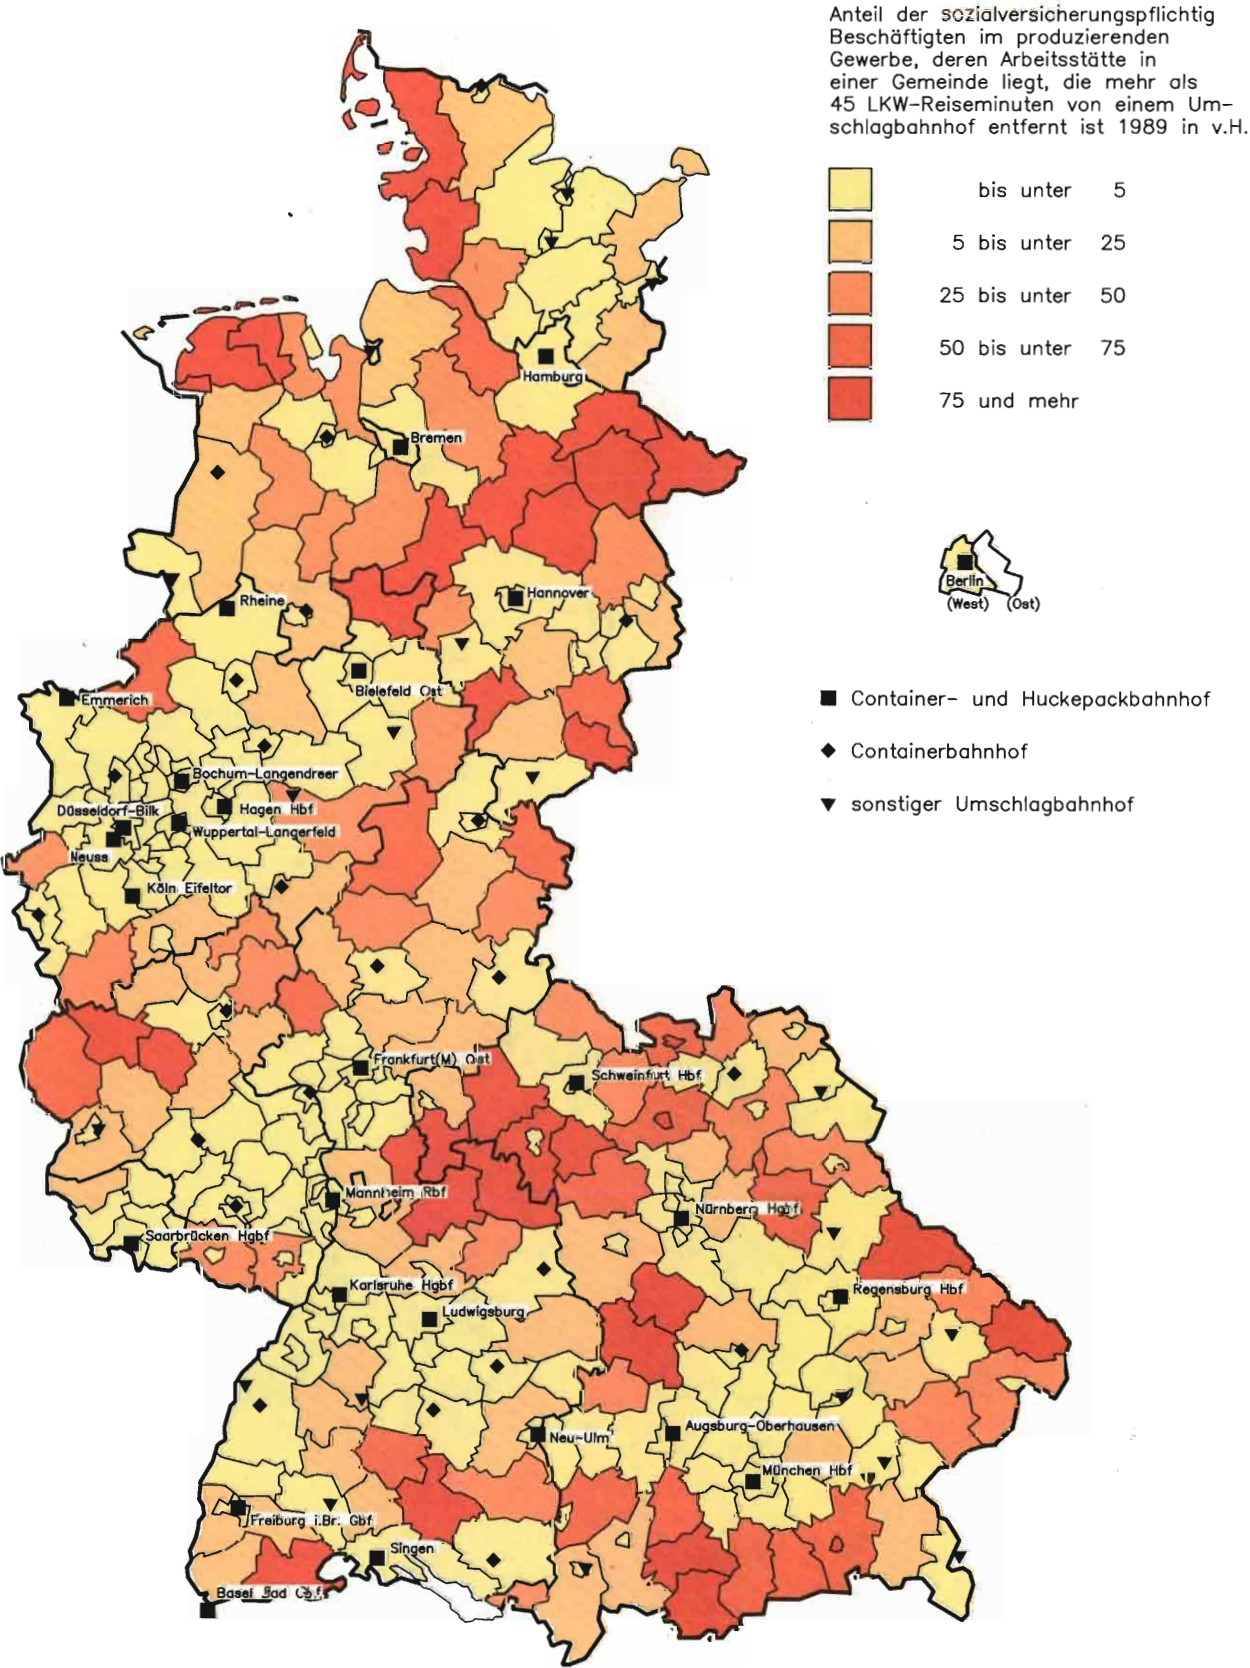 Anteil der sozialversicherungspflichtig
Beschäftigten im produzierenden
Gewerbe, deren Arbeitsstätte in
einer Gemeinde liegt, die mehr als
45 LKW-Reiseminuten von einem Um-
schlagbahnhof entfernt ist 1989 in v.H.
bis unter 5
5 bis unter 25
25 bis unter 50
50 bis unter 75
75 und mehr
Hamburg
Bremen
Berlin
(West) (Ost)
Hannover
Rheine
Bielefeld Ost
Emmerich
Container- und Huckepackbahnhof
Containerbahnhof
sonstiger Umschlagbahnhof
Bochum-Langendreer
Düsseldorf-Bilk
Hagen Hbf
Wuppertal-Langerfeld
Neuss
Köln Eifeltor
Frankfurt(M) Ost
Schweinfurt Hbf
Mannheim Rbf
Nürnberg Hgbf
Saarbrücken Hgbf
Karlsruhe Hgbf
Regensburg Hbf
Ludwigsburg
Neu-Ulm
Augsburg-Oberhausen
München Hbf
Freiburg i.Br. Gbf
Singen
Basel Bad Gbf